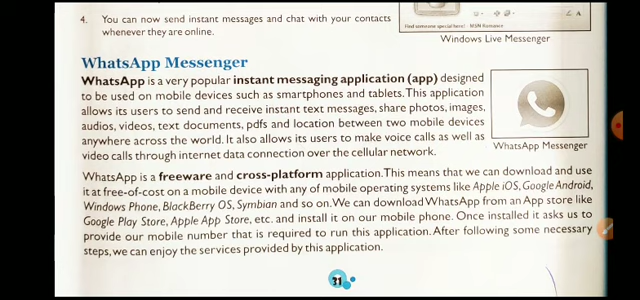 4. You can now send instant messages and chat with your contacts
whenever they are online.
Find someone special here! MSN Romance
Windows Live Messenger
WhatsApp Messenger
WhatsApp is a very popular instant messaging application (app) designed
to be used on mobile devices such as smartphones and tablets. This application
allows its users to send and receive instant text messages, share photos, images,
audios, videos, text documents, pdfs and location between two mobile devices
anywhere across the world. It also allows its users to make voice calls as well as
video calls through internet data connection over the cellular network.
WhatsApp Messenger
WhatsApp is a freeware and cross-platform application. This means that we can download and use
it at free-of-cost on a mobile device with any of mobile operating systems like Apple iOS, Google Android,
Windows Phone, BlackBerry OS, Symbian and so on. We can download WhatsApp from an App store like
Google Play Store, Apple App Store, etc. and install it on our mobile phone. Once installed it asks us to
provide our mobile number that is required to run this application. After following some necessary
steps, we can enjoy the services provided by this application.
31